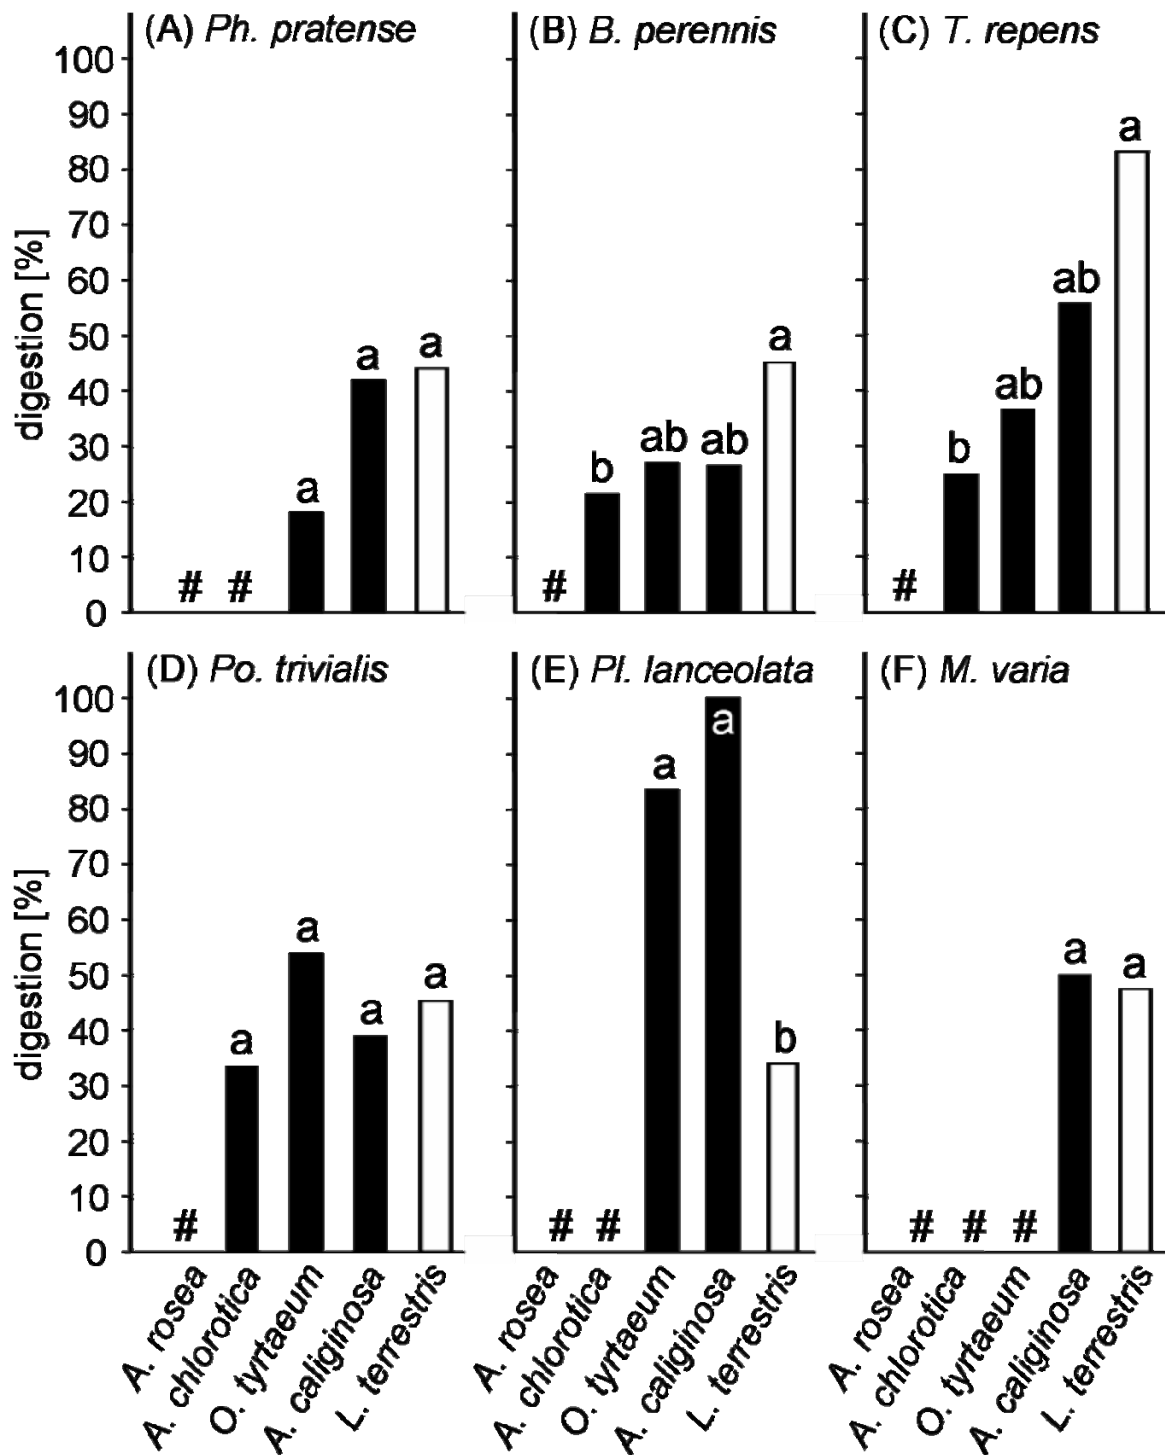 (A) Ph. pratense
(B) B. perennis
(C) T. repens
digestion [%]
100
90
80
70
60
50
40
30
20
10
0
# # a a a
# b ab ab a
# b ab ab a
(D) Po. trivialis
(E) Pl. lanceolata
(F) M. varia
digestion [%]
100
90
80
70
60
50
40
30
20
10
0
# a a a a
# # a a b
# # # a a
A. rosea
A. chlorotica
O. tyrtaeum
A. caliginosa
L. terrestris
A. rosea
A. chlorotica
O. tyrtaeum
A. caliginosa
L. terrestris
A. rosea
A. chlorotica
O. tyrtaeum
A. caliginosa
L. terrestris